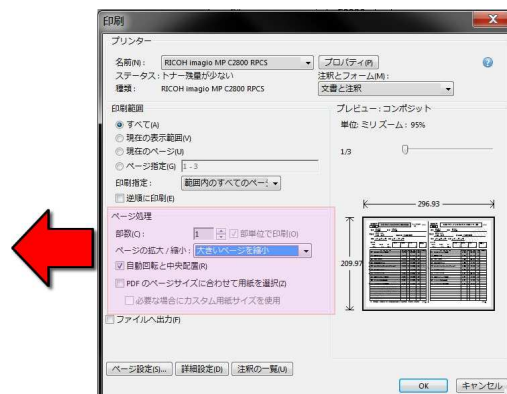 印刷
X
プリンター
名前(N): RICOH imagio MP C2800 RPCS プロパティ(P)
ステータス: トナー残量が少ない 注釈とフォーム(M):
種類: RICOH imagio MP C2800 RPCS 文書と注釈
印刷範囲 プレビュー: コンポジット
すべて(A) 単位: ミリ ズーム: 95%
現在の表示範囲(V)
現在のページ(U) 1/3
ページ指定(G) 1 - 3
印刷指定: 範囲内のすべてのペー
逆順に印刷(E)
296.93
ページ処理
部数(C): 1 部単位で印刷(O)
ページの拡大/縮小: 大きいページを縮小
209.97
自動回転と中央配置(R)
PDF のページサイズに合わせて用紙を選択(Z)
必要な場合にカスタム用紙サイズを使用
ファイルへ出力(F)
ページ設定(S)... 詳細設定(D) 注釈の一覧(U)
OK キャンセル